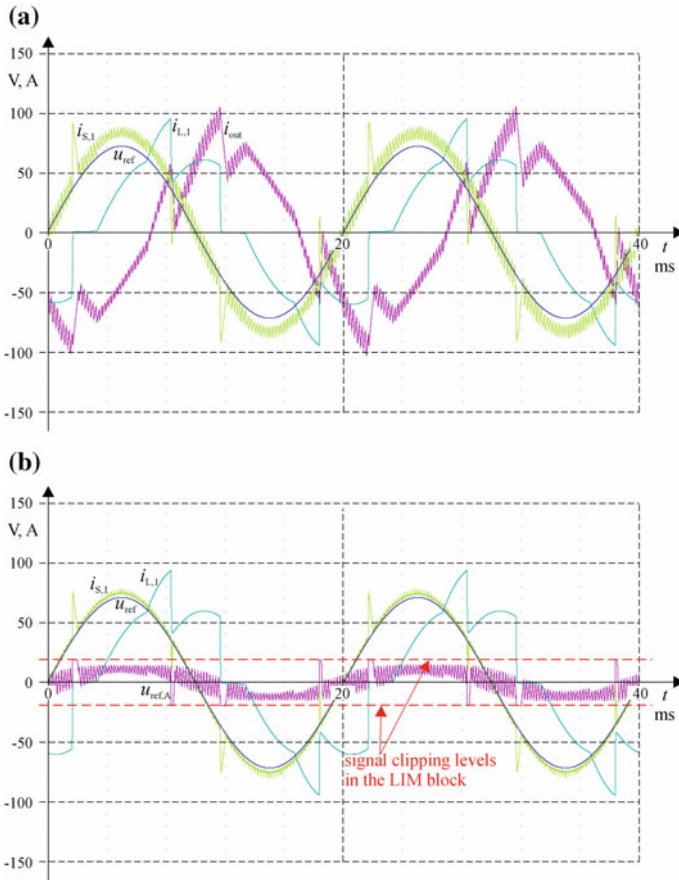 (a)
150
V, A
100
i_S,1
i_L,1
i_out
u_ref
50
0
0
20
t
40
ms
-50
-100
-150
(b)
150
V, A
100
i_S,1
i_L,1
u_ref
50
0
0
u_ref,A
20
t
40
ms
-50
signal clipping levels
in the LIM block
-100
-150